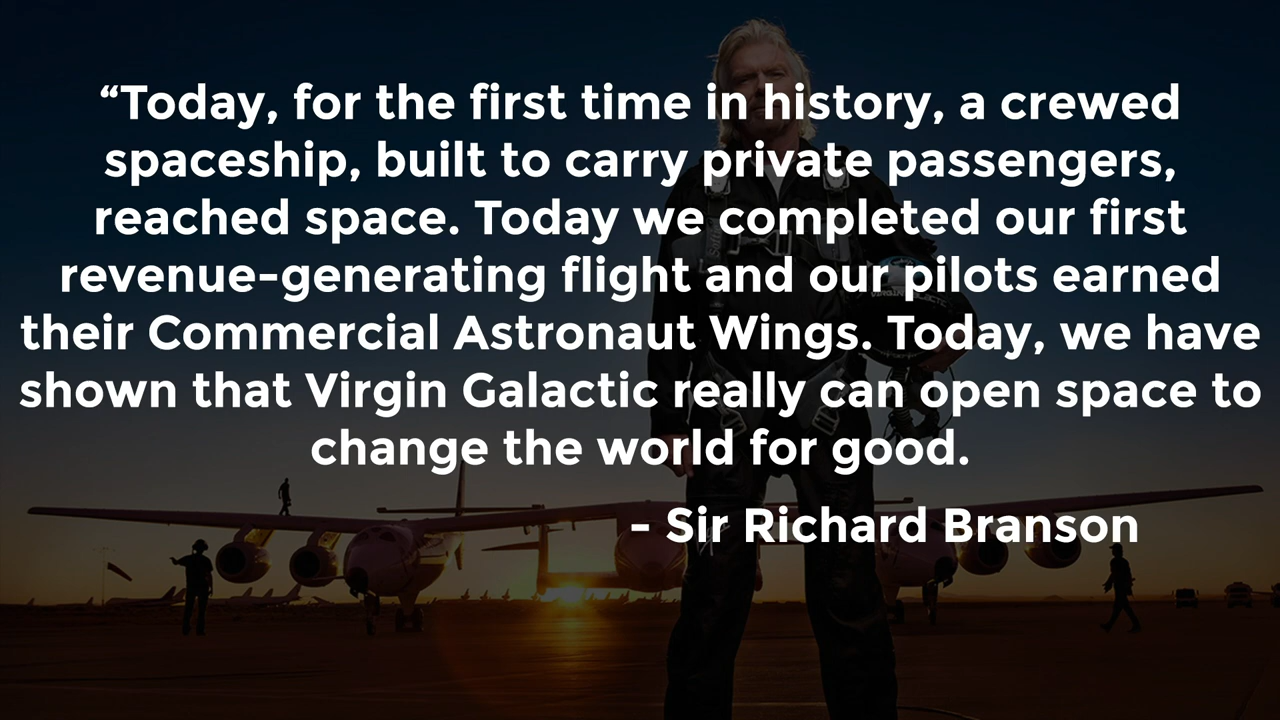 “Today, for the first time in history, a crewed
spaceship, built to carry private passengers,
reached space. Today we completed our first
revenue-generating flight and our pilots earned
their Commercial Astronaut Wings. Today, we have
shown that Virgin Galactic really can open space to
change the world for good.
- Sir Richard Branson